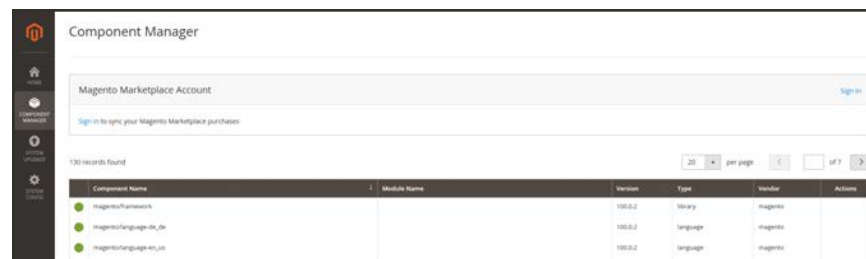 Component Manager
HOME
Magento Marketplace Account
Sign In
COMPONENT
MANAGER
Sign in to sync your Magento Marketplace purchases
SYSTEM
UPGRADE
130 records found
20 per page
of 7
SYSTEM
CONFIG
Component Name Module Name Version Type Vendor Actions
magento/framework 100.0.2 library magento
magento/language-de_de 100.0.2 language magento
magento/language-en_us 100.0.2 language magento